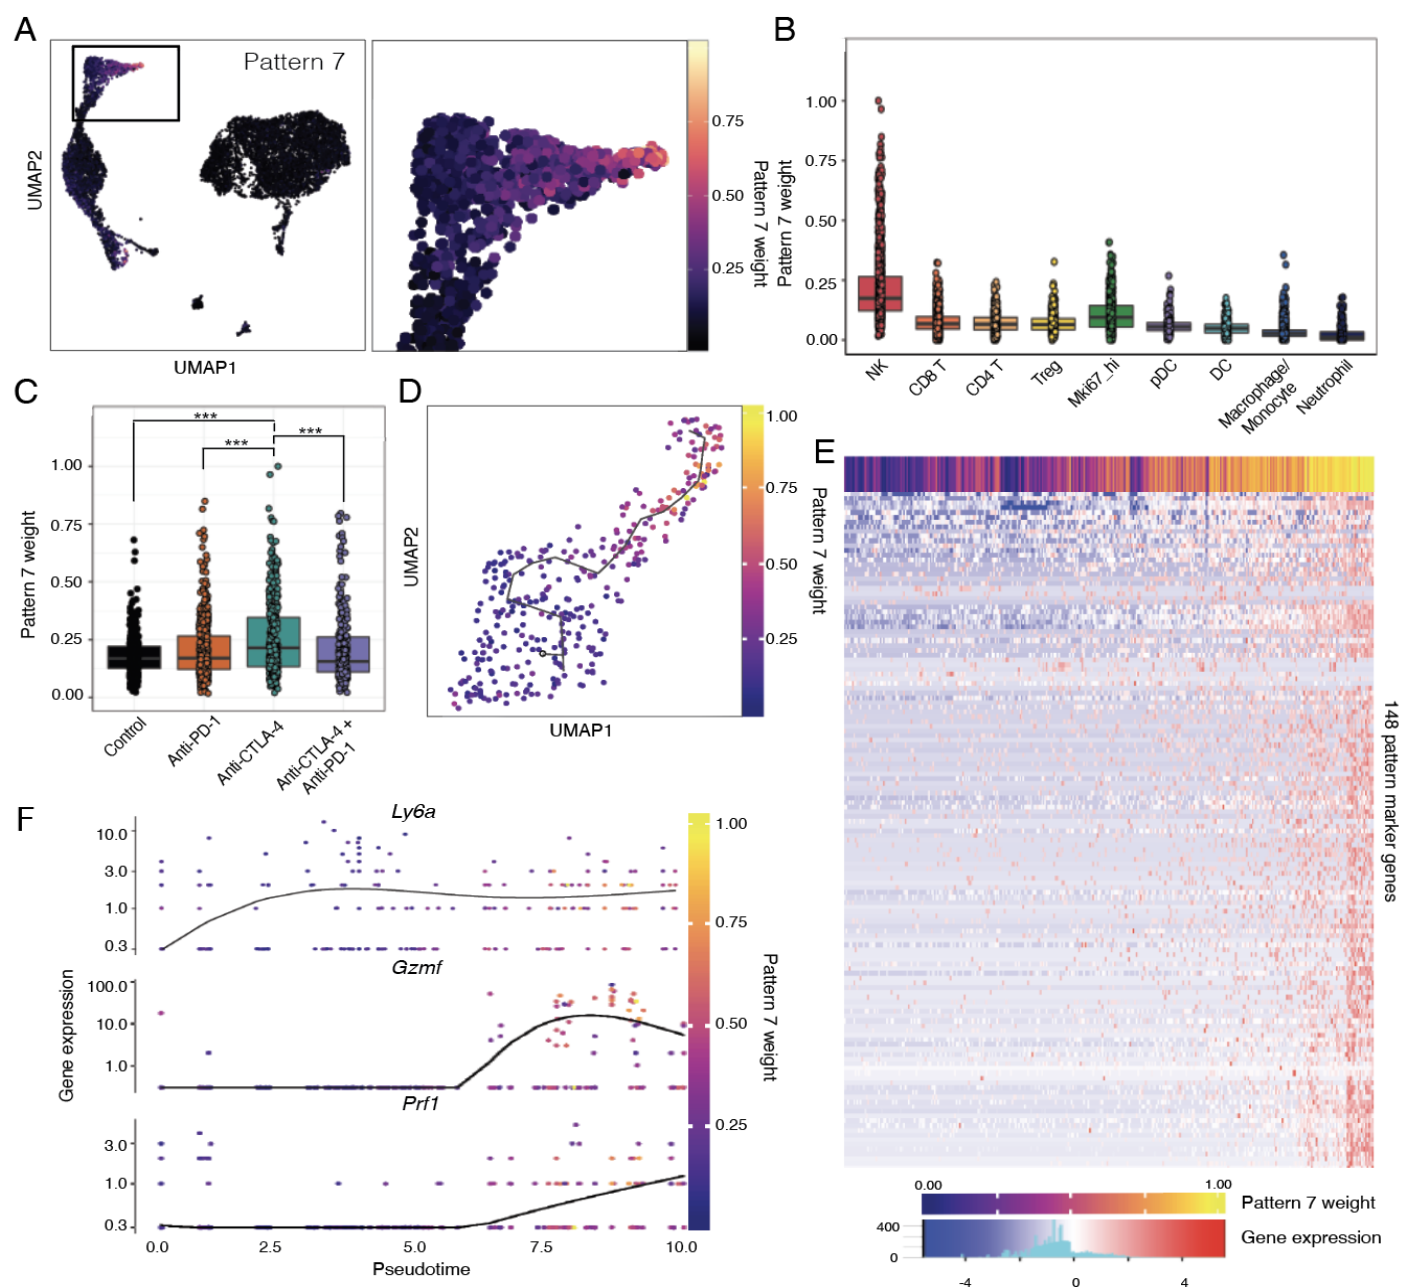 A
Pattern 7
UMAP2
UMAP1
0.75
0.50
0.25
Pattern 7 weight
B
Pattern 7 weight
1.00
0.75
0.50
0.25
0.00
NK
CD8 T
CD4 T
Treg
Mki67_hi
pDC
DC
Macrophage/
Monocyte
Neutrophil
C
Pattern 7 weight
1.00
0.75
0.50
0.25
0.00
***
***
***
Control
Anti-PD-1
Anti-CTLA-4
Anti-CTLA-4 +
Anti-PD-1
D
UMAP2
UMAP1
1.00
0.75
0.50
0.25
Pattern 7 weight
E
148 pattern marker genes
0.00
1.00
Pattern 7 weight
400
0
Gene expression
-4
0
4
F
Gene expression
Ly6a
10.0
3.0
1.0
0.3
Gzmf
100.0
10.0
1.0
Prf1
3.0
1.0
0.3
0.0
2.5
5.0
7.5
10.0
Pseudotime
1.00
0.75
0.50
0.25
Pattern 7 weight